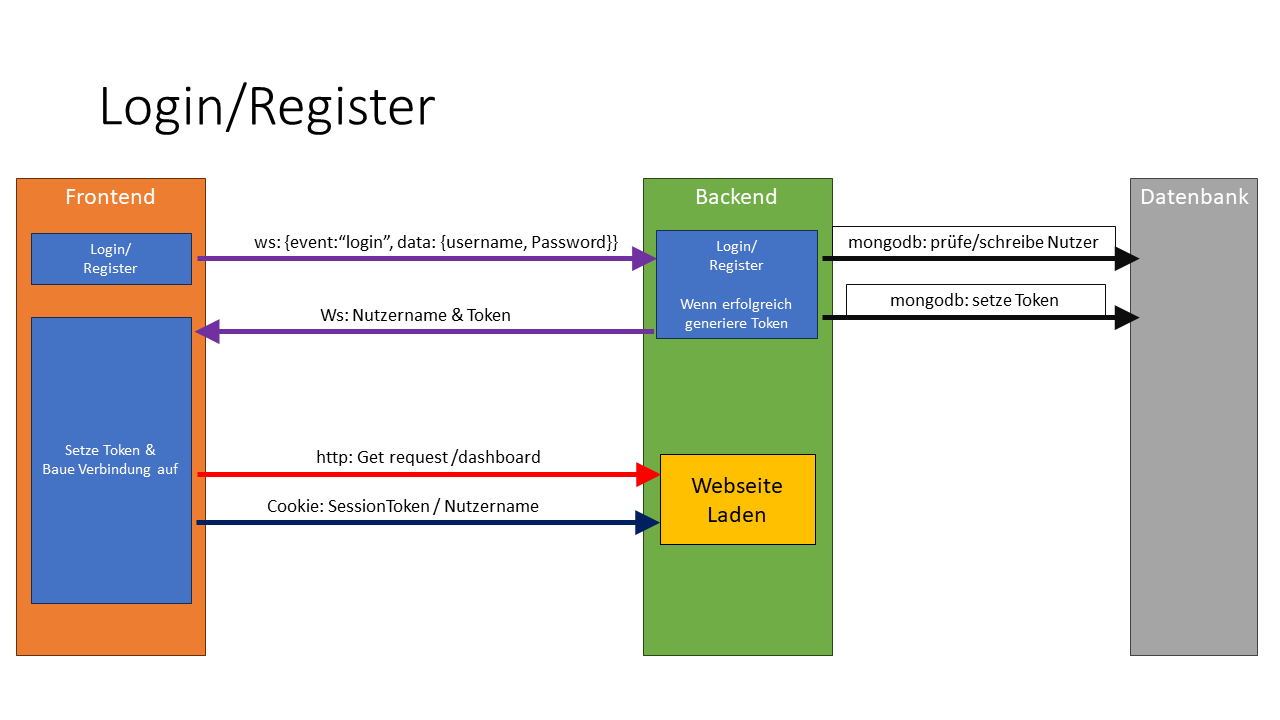 Login/Register
Frontend
Backend
Datenbank
Login/
Register
ws: {event:“login”, data: {username, Password}}
Login/
Register
mongodb: prüfe/schreibe Nutzer
Wenn erfolgreich
generiere Token
mongodb: setze Token
Ws: Nutzername & Token
Setze Token &
Baue Verbindung auf
http: Get request /dashboard
Cookie: SessionToken / Nutzername
Webseite
Laden